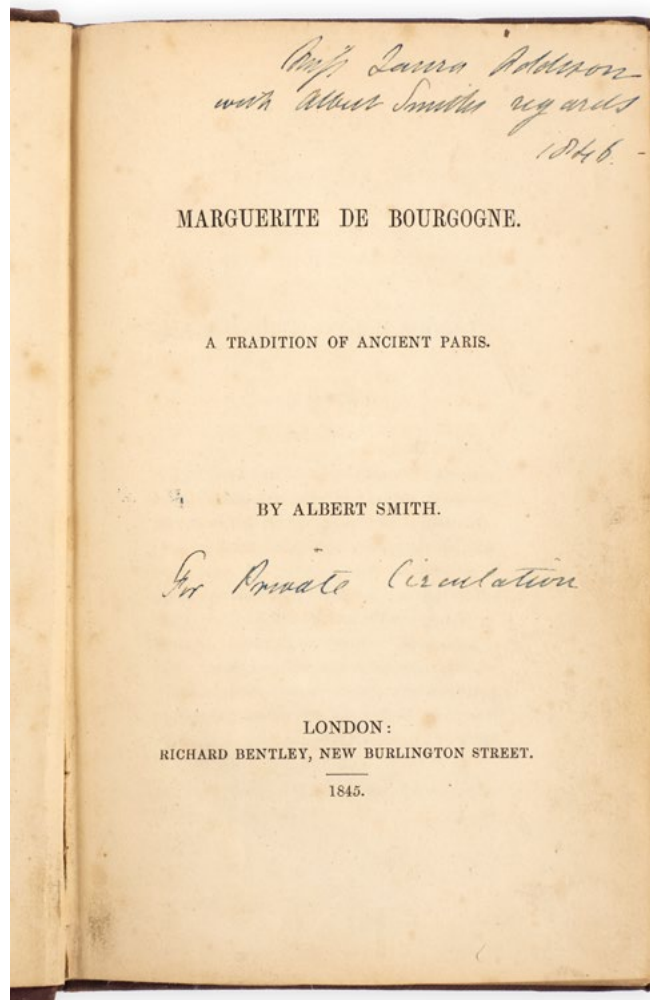 Miss Laura Addison
with Albert Smith's regards
1846.
MARGUERITE DE BOURGOGNE.
A TRADITION OF ANCIENT PARIS.
BY ALBERT SMITH.
For Private Circulation
LONDON:
RICHARD BENTLEY, NEW BURLINGTON STREET.
1845.